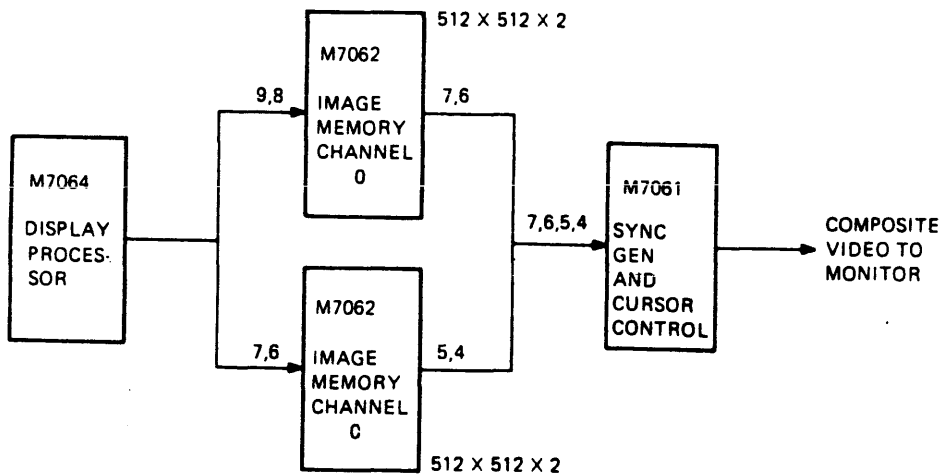 512 X 512 X 2
M7062
IMAGE
MEMORY
CHANNEL
0
9,8
7,6
M7064
DISPLAY
PROCES-
SOR
M7061
SYNC
GEN
AND
CURSOR
CONTROL
7,6,5,4
COMPOSITE
VIDEO TO
MONITOR
M7062
IMAGE
MEMORY
CHANNEL
C
7,6
5,4
512 X 512 X 2